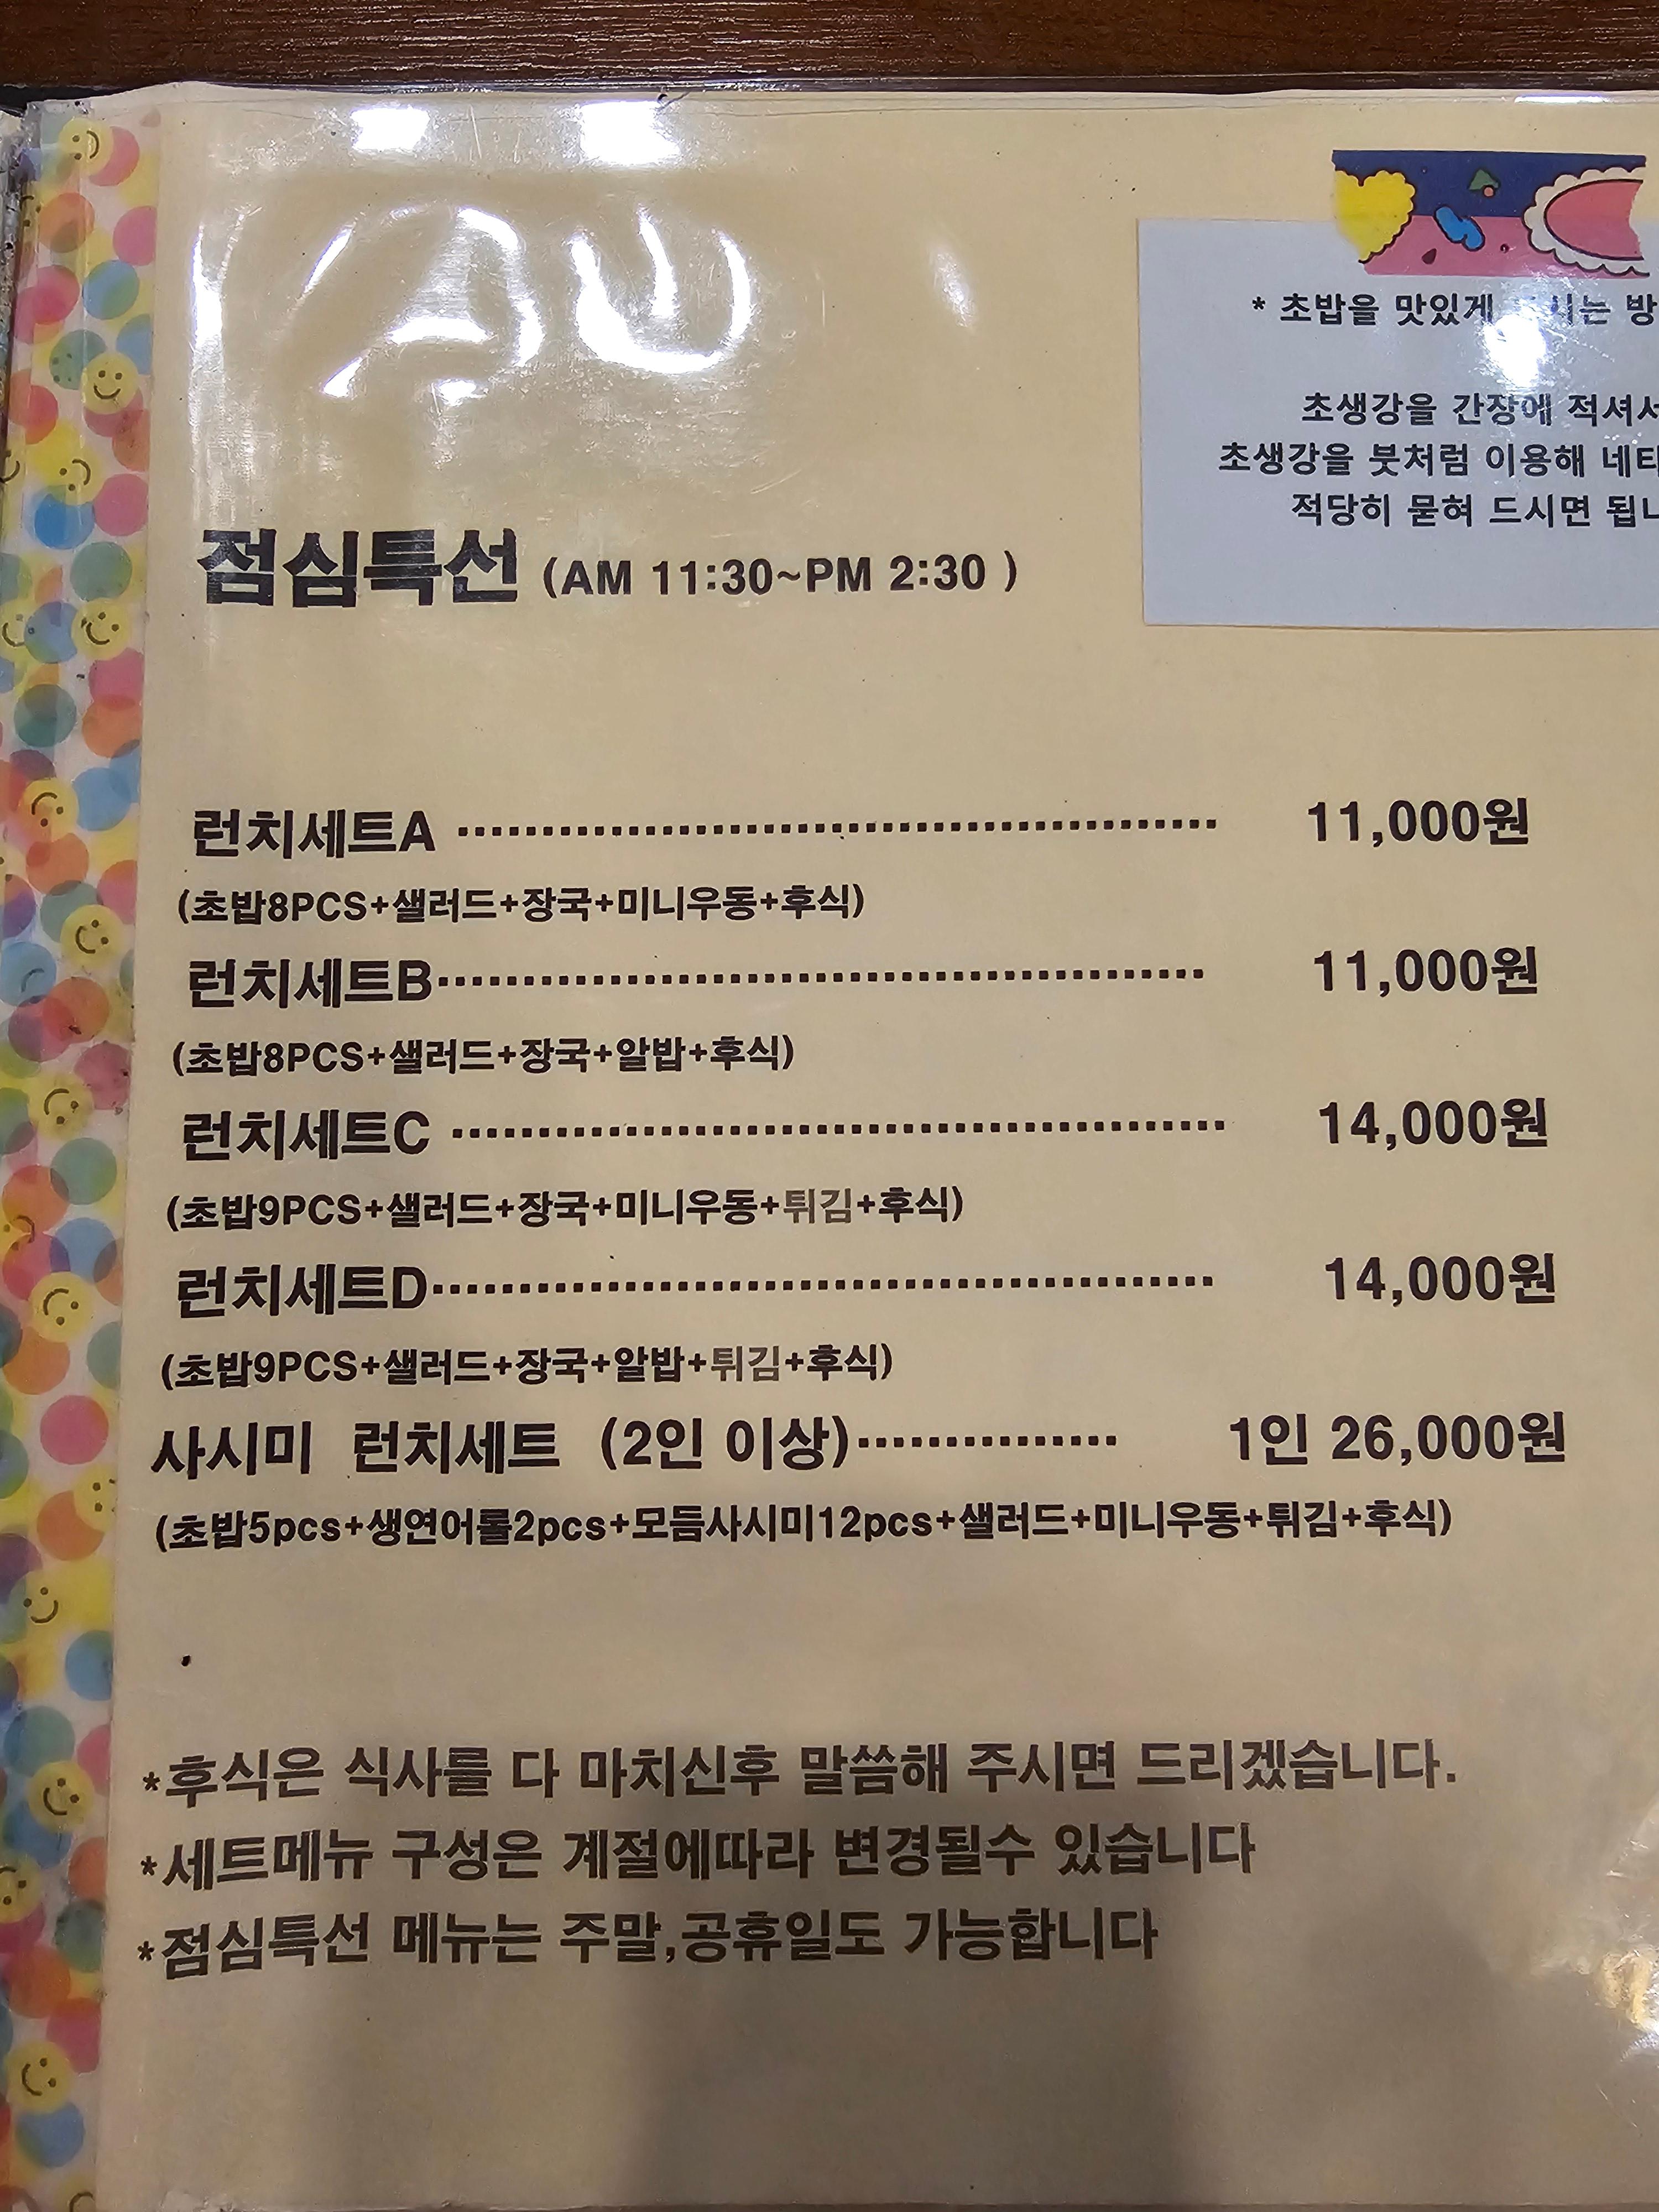 * 초밥을 맛있게
초생강을 간장에 적셔서
초생강을 붓처럼 이용해 네타
적당히 묻혀 드시면 됩니
점심특선 (AM 11:30~PM 2:30 )
런치세트A ························ 11,000원
(초밥8PCS+샐러드+장국+미니우동+후식)
런치세트B························ 11,000원
(초밥8PCS+샐러드+장국+알밥+후식)
런치세트C ························ 14,000원
(초밥9PCS+샐러드+장국+미니우동+튀김+후식)
런치세트D························ 14,000원
(초밥9PCS+샐러드+장국+알밥+튀김+후식)
사시미 런치세트 (2인 이상)··············· 1인 26,000원
(초밥5pcs+생연어롤2pcs+모듬사시미12pcs+샐러드+미니우동+튀김+후식)
*후식은 식사를 다 마치신후 말씀해 주시면 드리겠습니다.
*세트메뉴 구성은 계절에따라 변경될수 있습니다
*점심특선 메뉴는 주말,공휴일도 가능합니다